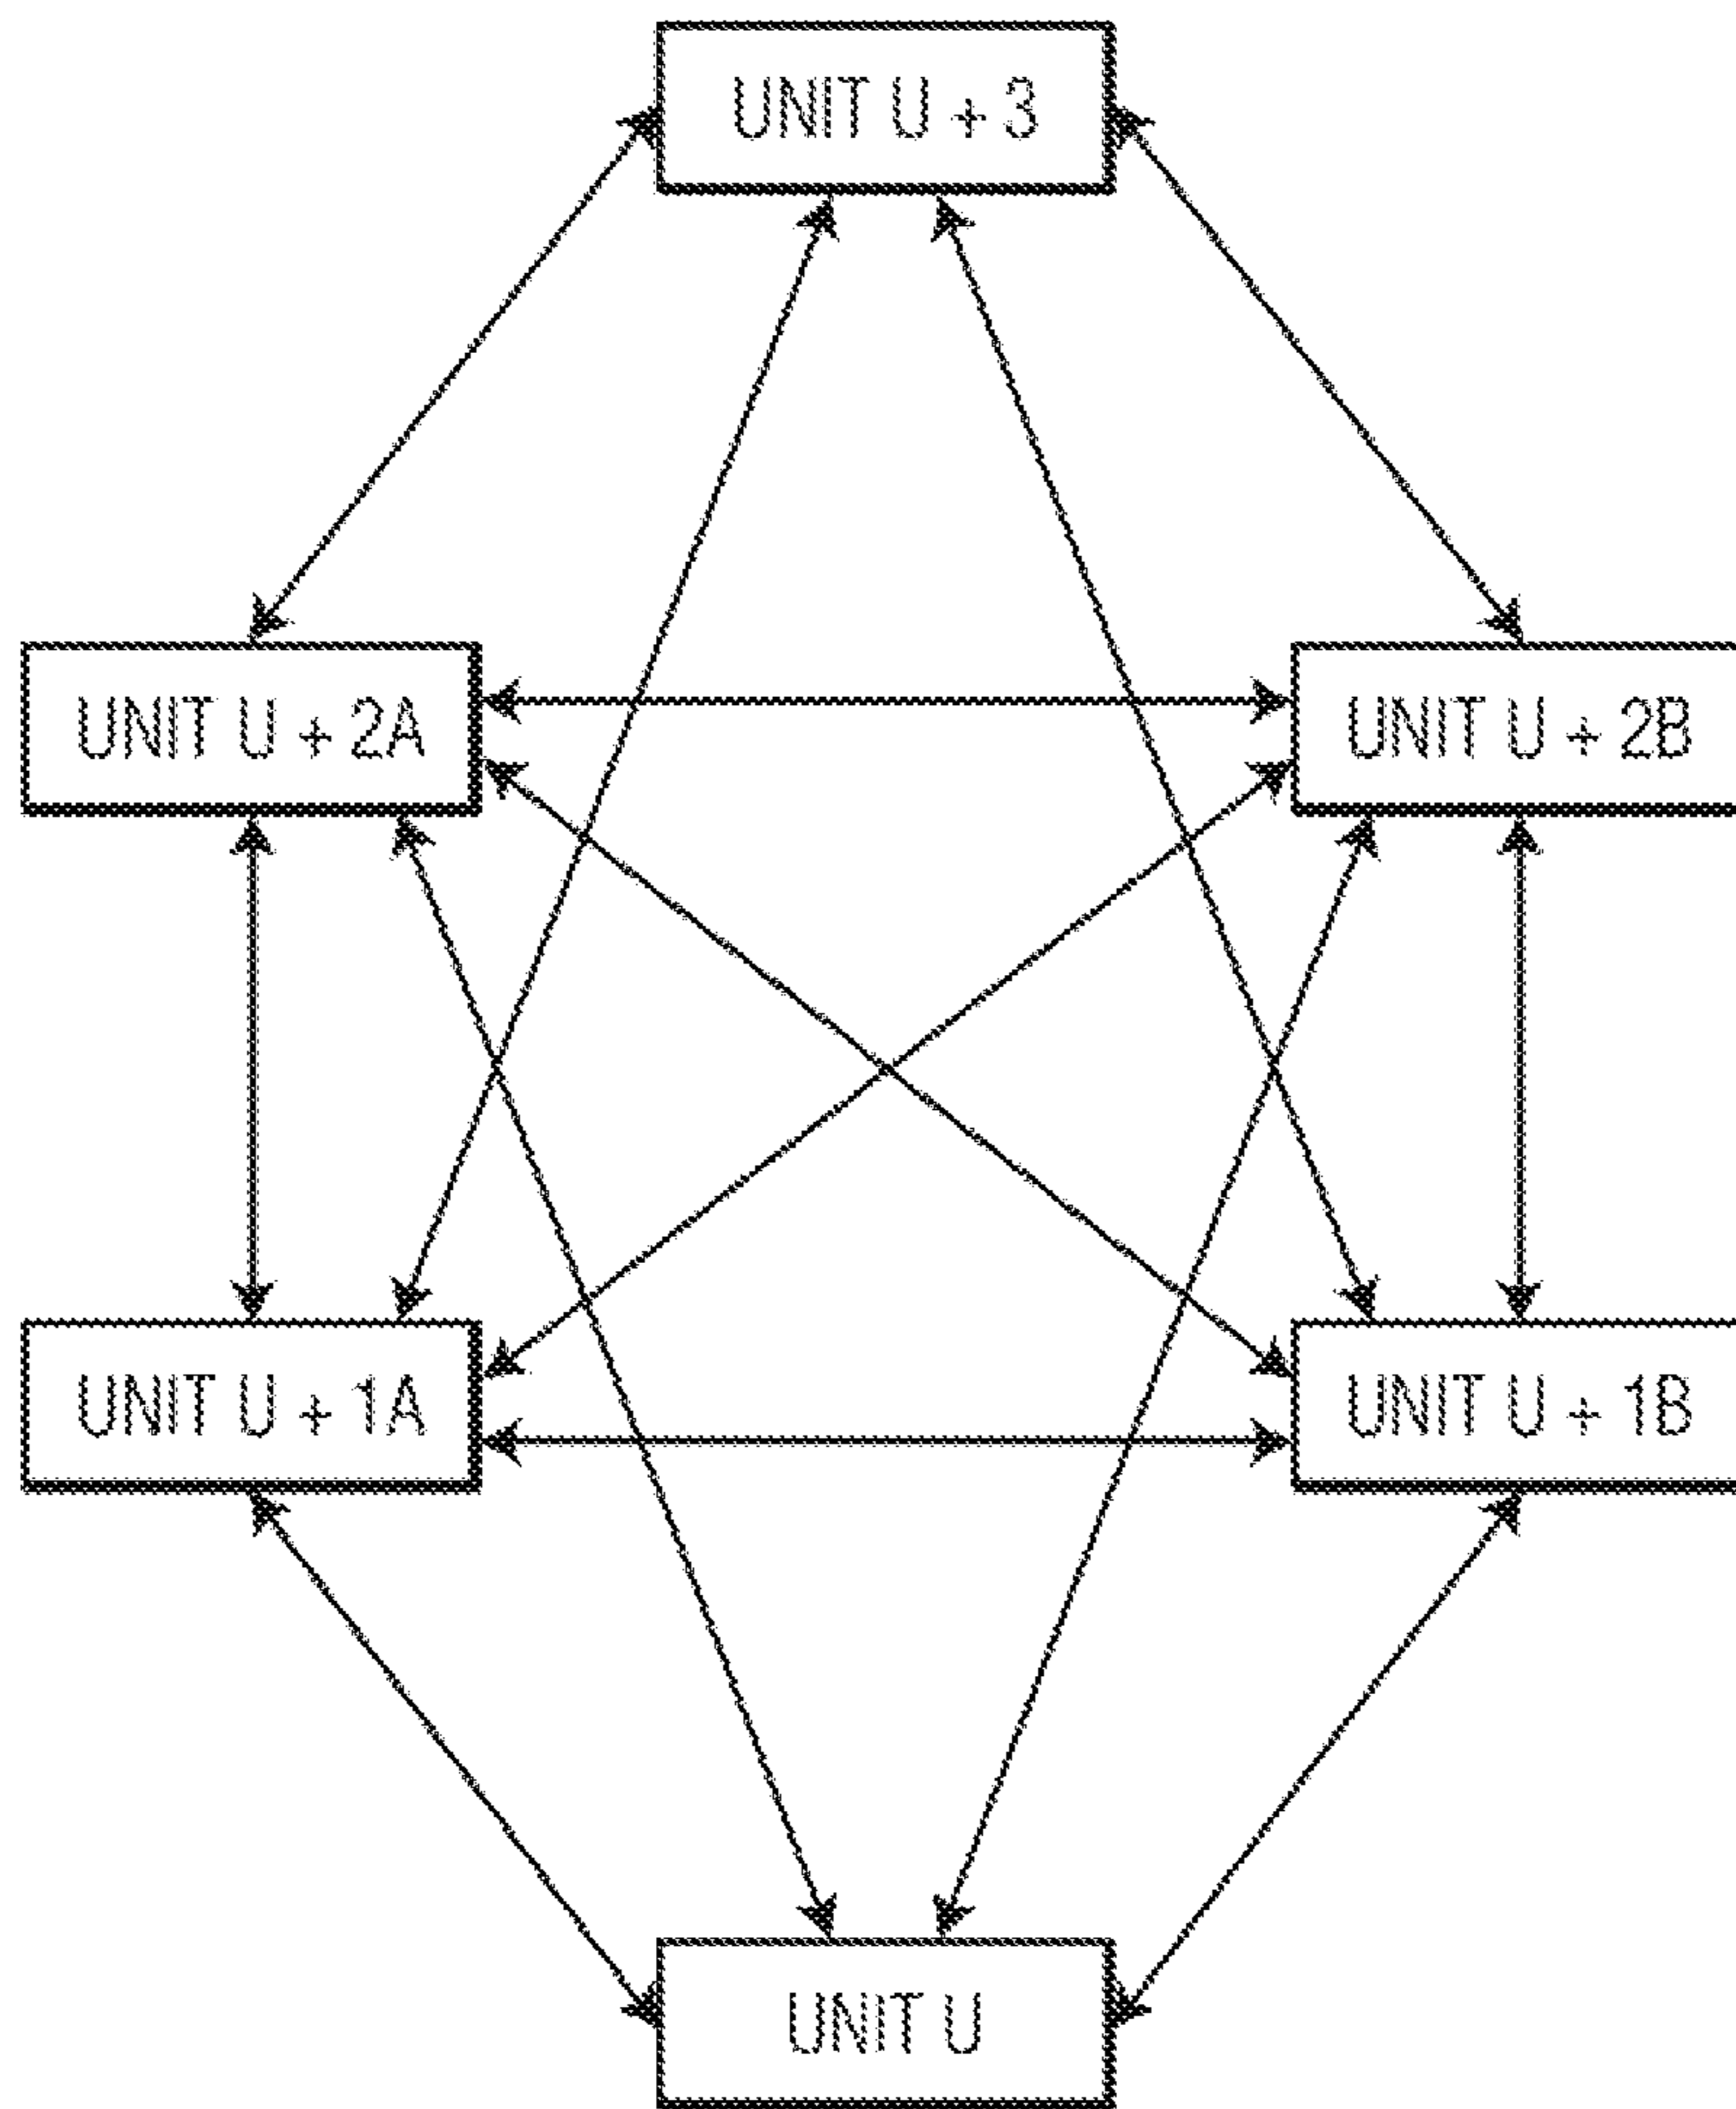 UNIT U + 3
UNIT U + 2A
UNIT U + 2B
UNIT U + 1A
UNIT U + 1B
UNIT U